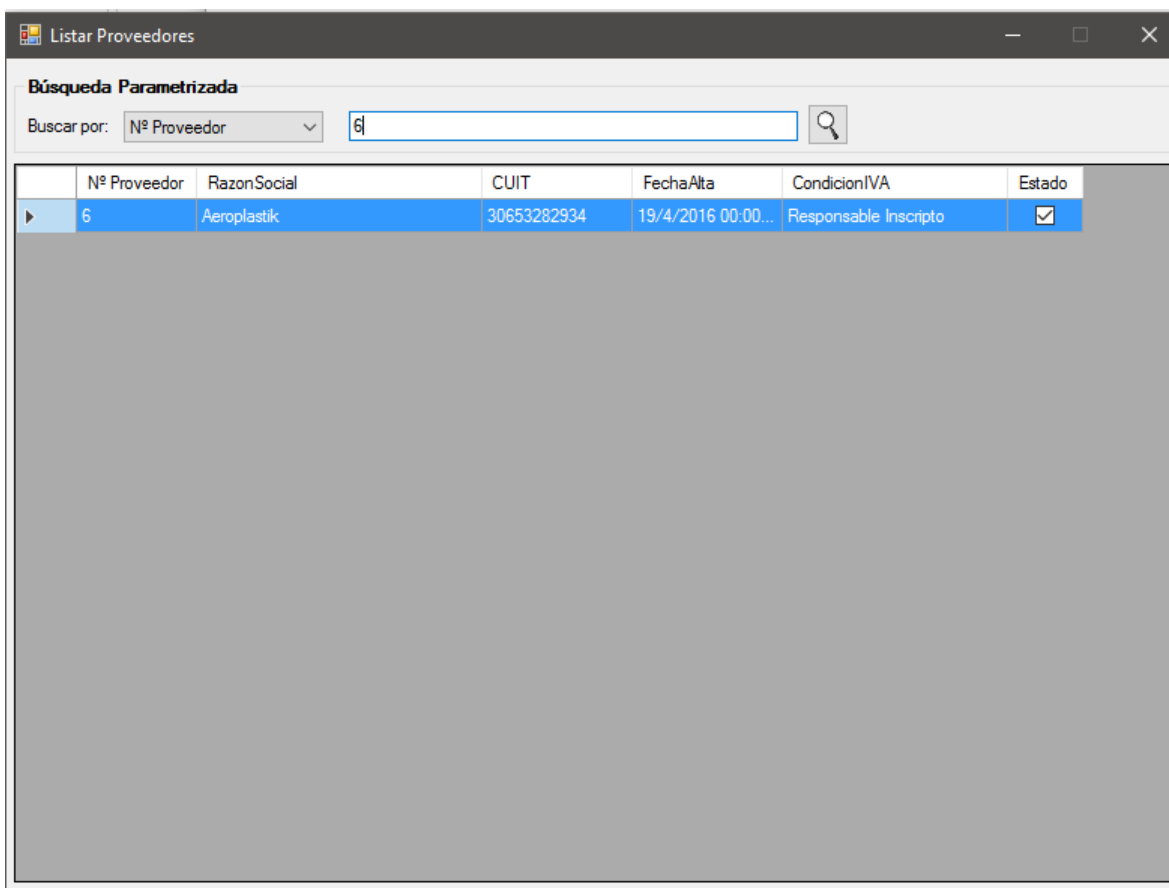 Listar Proveedores
Búsqueda Parametrizada
Buscar por: Nº Proveedor 6
Nº Proveedor RazonSocial CUIT FechaAlta CondicionIVA Estado
6 Aeroplastik 30653282934 19/4/2016 00:00... Responsable Inscripto